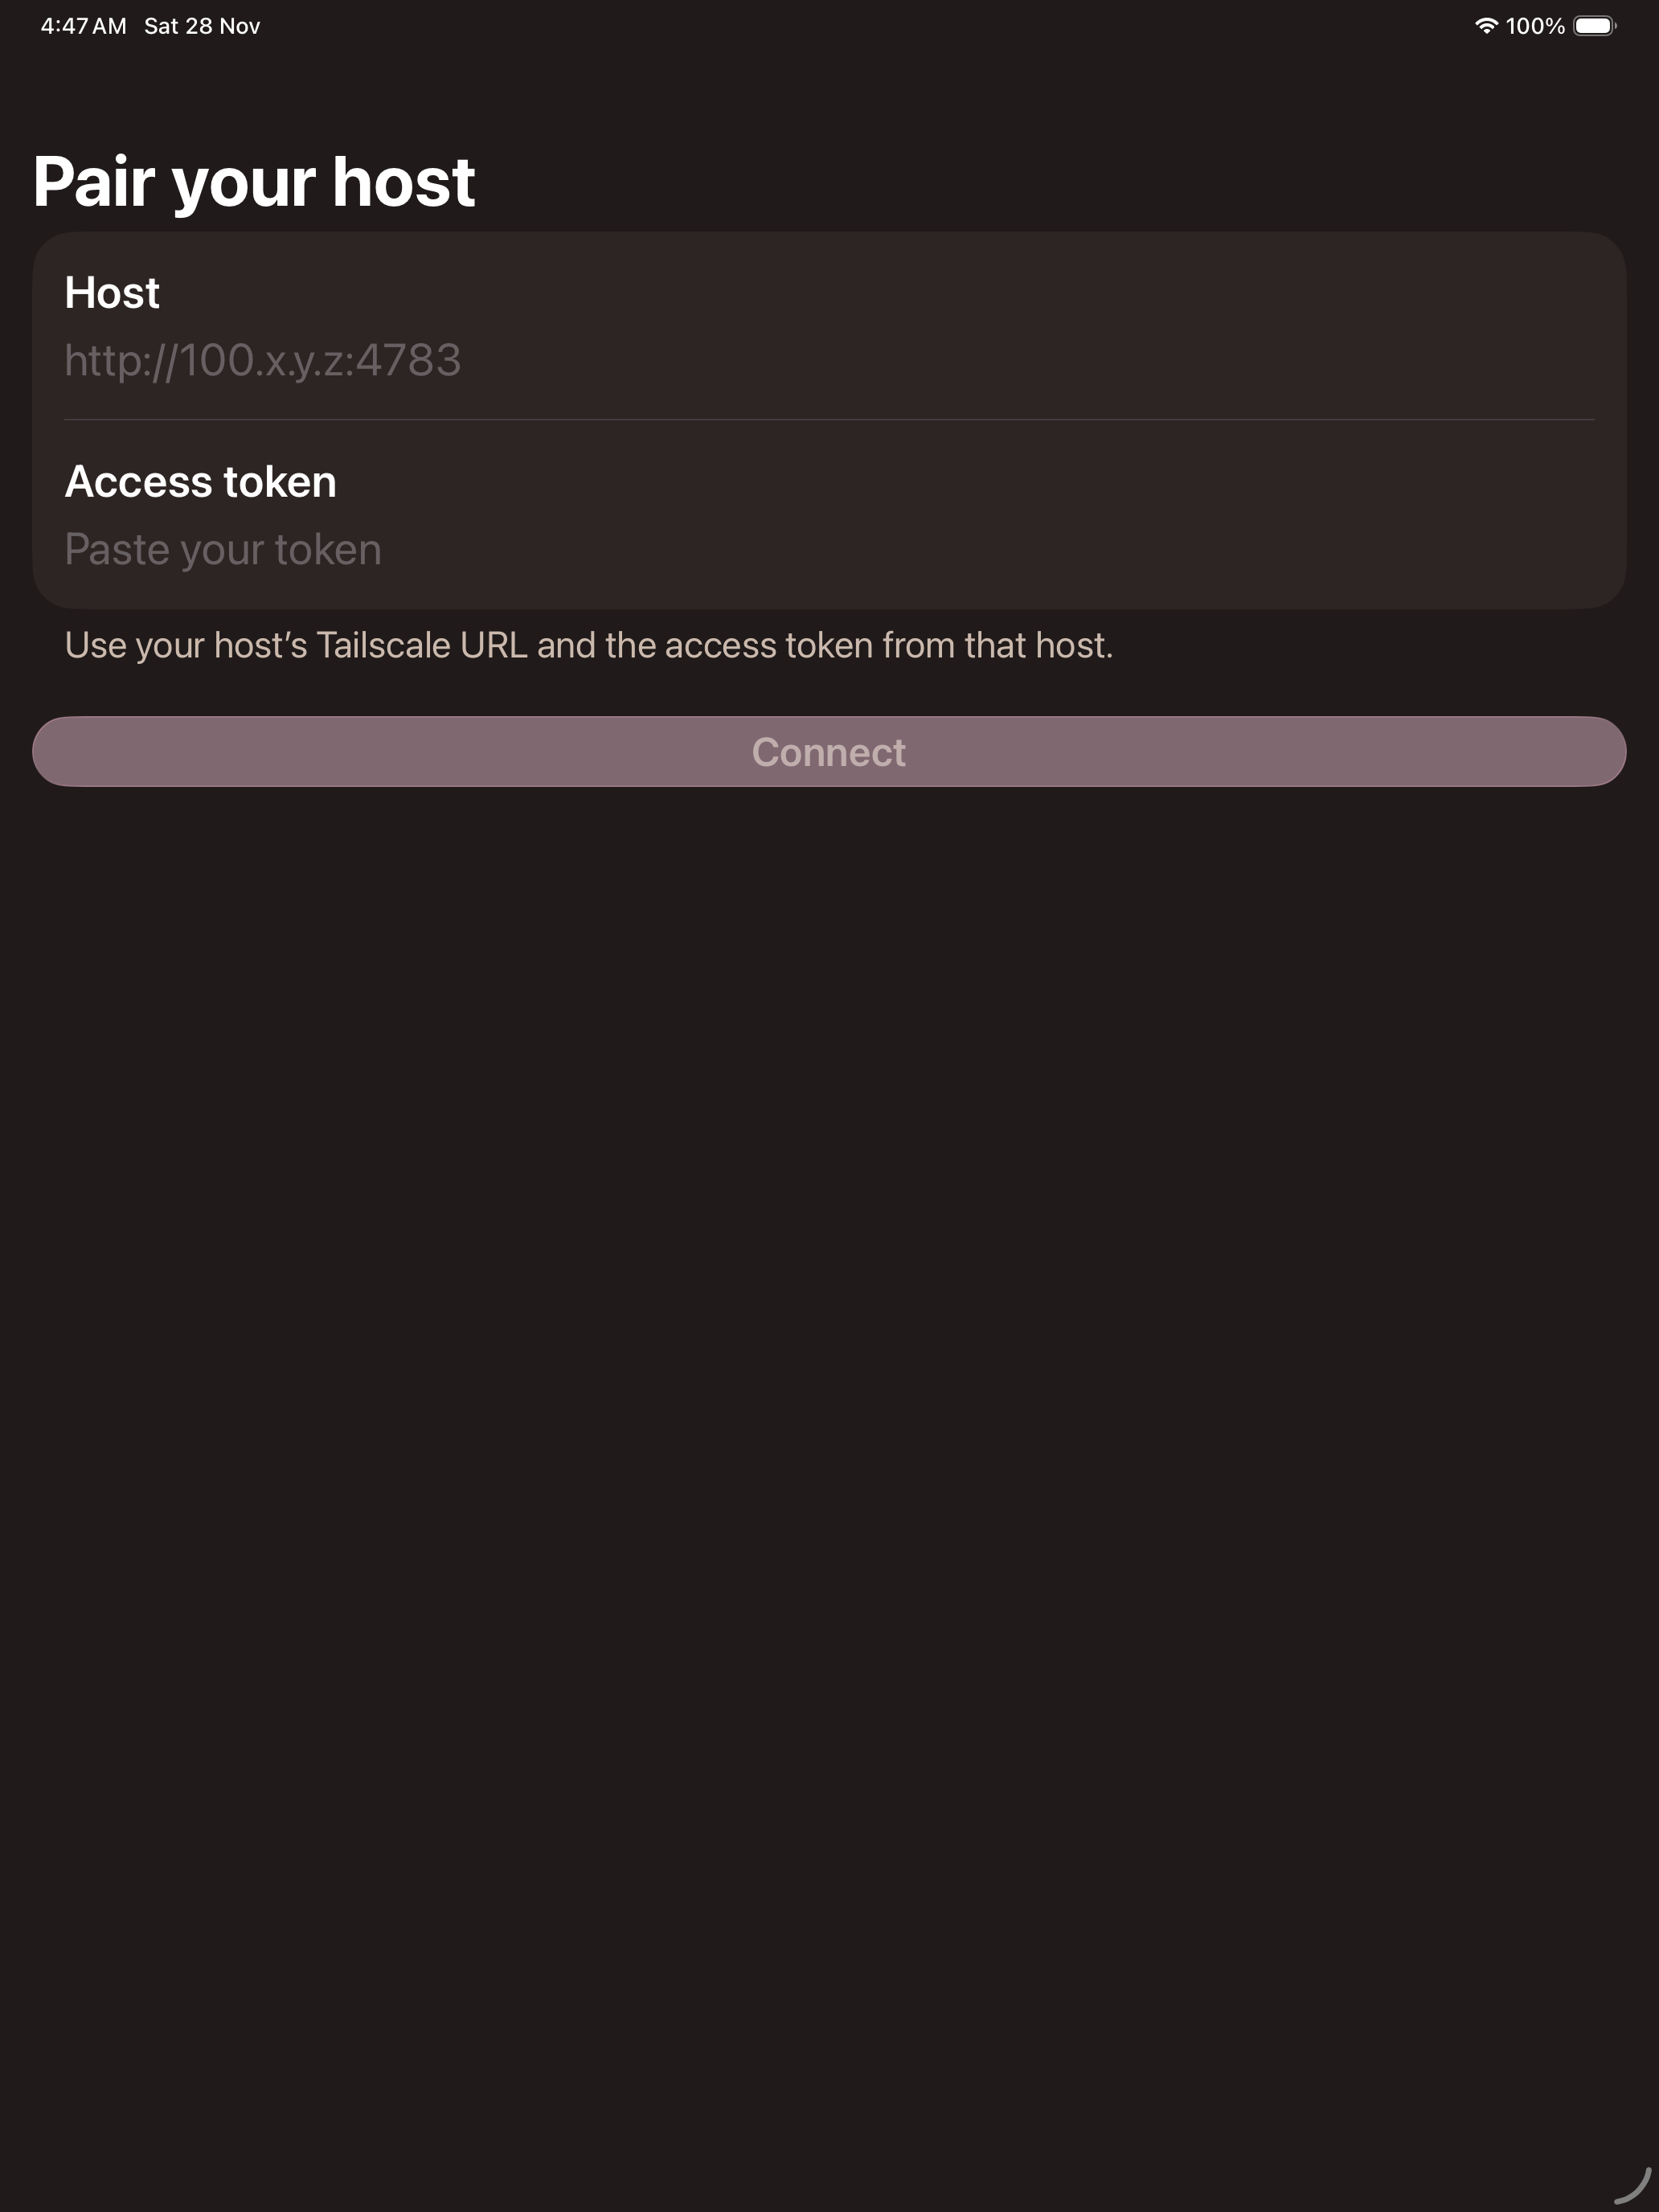 4:47 AM Sat 28 Nov 100%
Pair your host
Host
http://100.x.y.z:4783
Access token
Paste your token
Use your host’s Tailscale URL and the access token from that host.
Connect